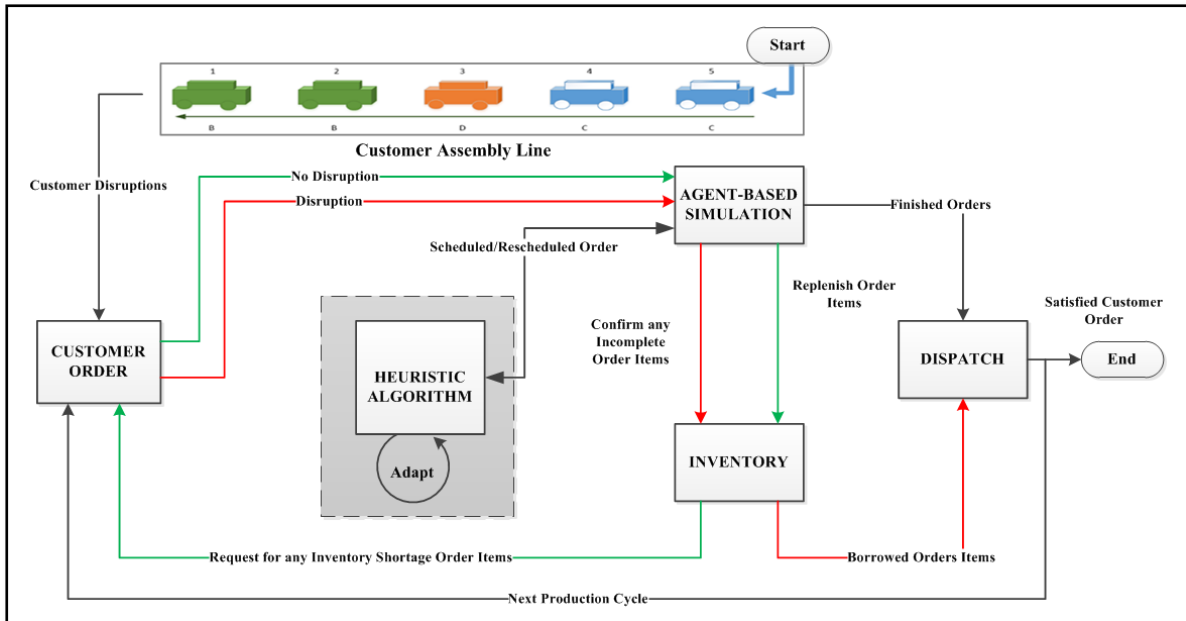 Start
1 2 3 4 5
B B D C C
Customer Assembly Line
Customer Disruptions
No Disruption
Disruption
AGENT-BASED
SIMULATION
Finished Orders
Scheduled/Rescheduled Order
Replenish Order
Items
Confirm any
Incomplete
Order Items
Satisfied Customer
Order
CUSTOMER
ORDER
HEURISTIC
ALGORITHM
Adapt
DISPATCH
End
INVENTORY
Request for any Inventory Shortage Order Items
Borrowed Orders Items
Next Production Cycle